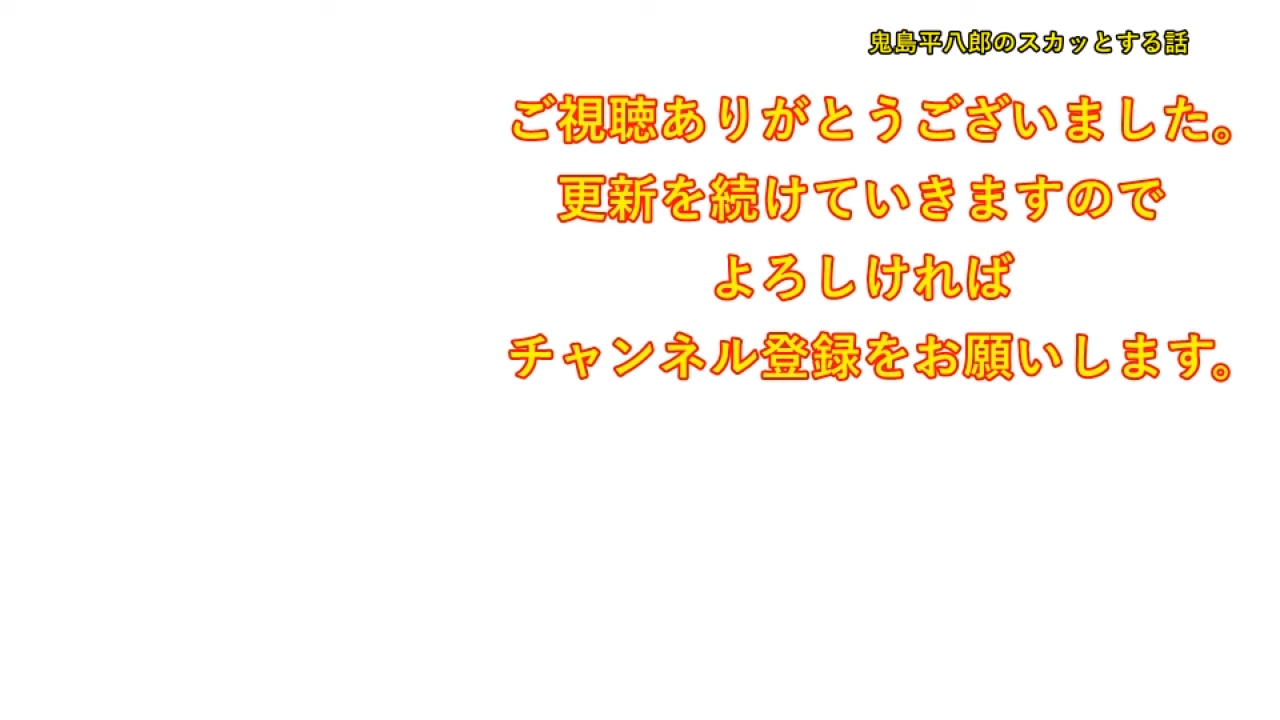 鬼島平八郎のスカッとする話
ご視聴ありがとうございました。
更新を続けていきますので
よろしければ
チャンネル登録をお願いします。